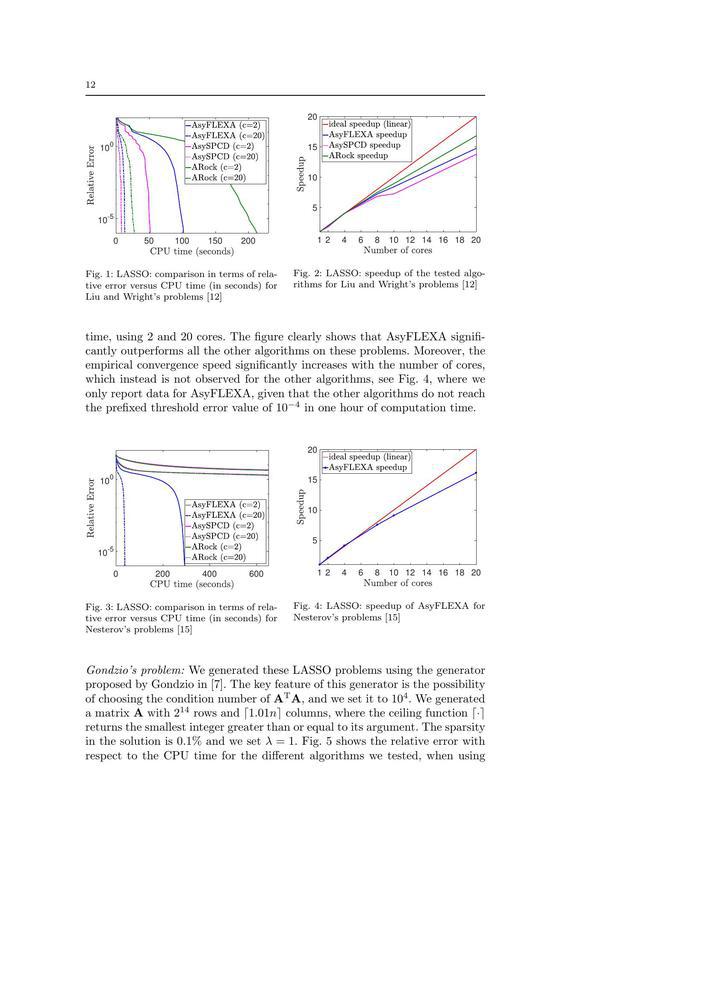 12
AsyFLEXA (c=2)
AsyFLEXA (c=20)
AsySPCD (c=2)
AsySPCD (c=20)
ARock (c=2)
ARock (c=20)
Relative Error
10^0
10^-5
0 50 100 150 200
CPU time (seconds)
ideal speedup (linear)
AsyFLEXA speedup
AsySPCD speedup
ARock speedup
Speedup
20
15
10
5
1 2 4 6 8 10 12 14 16 18 20
Number of cores
Fig. 1: LASSO: comparison in terms of rela-
tive error versus CPU time (in seconds) for
Liu and Wright's problems [12]
Fig. 2: LASSO: speedup of the tested algo-
rithms for Liu and Wright's problems [12]
time, using 2 and 20 cores. The figure clearly shows that AsyFLEXA signifi-
cantly outperforms all the other algorithms on these problems. Moreover, the
empirical convergence speed significantly increases with the number of cores,
which instead is not observed for the other algorithms, see Fig. 4, where we
only report data for AsyFLEXA, given that the other algorithms do not reach
the prefixed threshold error value of 10^−4 in one hour of computation time.
AsyFLEXA (c=2)
AsyFLEXA (c=20)
AsySPCD (c=2)
AsySPCD (c=20)
ARock (c=2)
ARock (c=20)
Relative Error
10^0
10^-5
0 200 400 600
CPU time (seconds)
ideal speedup (linear)
AsyFLEXA speedup
Speedup
20
15
10
5
1 2 4 6 8 10 12 14 16 18 20
Number of cores
Fig. 3: LASSO: comparison in terms of rela-
tive error versus CPU time (in seconds) for
Nesterov's problems [15]
Fig. 4: LASSO: speedup of AsyFLEXA for
Nesterov's problems [15]
Gondzio's problem: We generated these LASSO problems using the generator
proposed by Gondzio in [7]. The key feature of this generator is the possibility
of choosing the condition number of A^T A, and we set it to 10^4. We generated
a matrix A with 2^14 rows and ⌈1.01n⌉ columns, where the ceiling function ⌈·⌉
returns the smallest integer greater than or equal to its argument. The sparsity
in the solution is 0.1% and we set λ = 1. Fig. 5 shows the relative error with
respect to the CPU time for the different algorithms we tested, when using